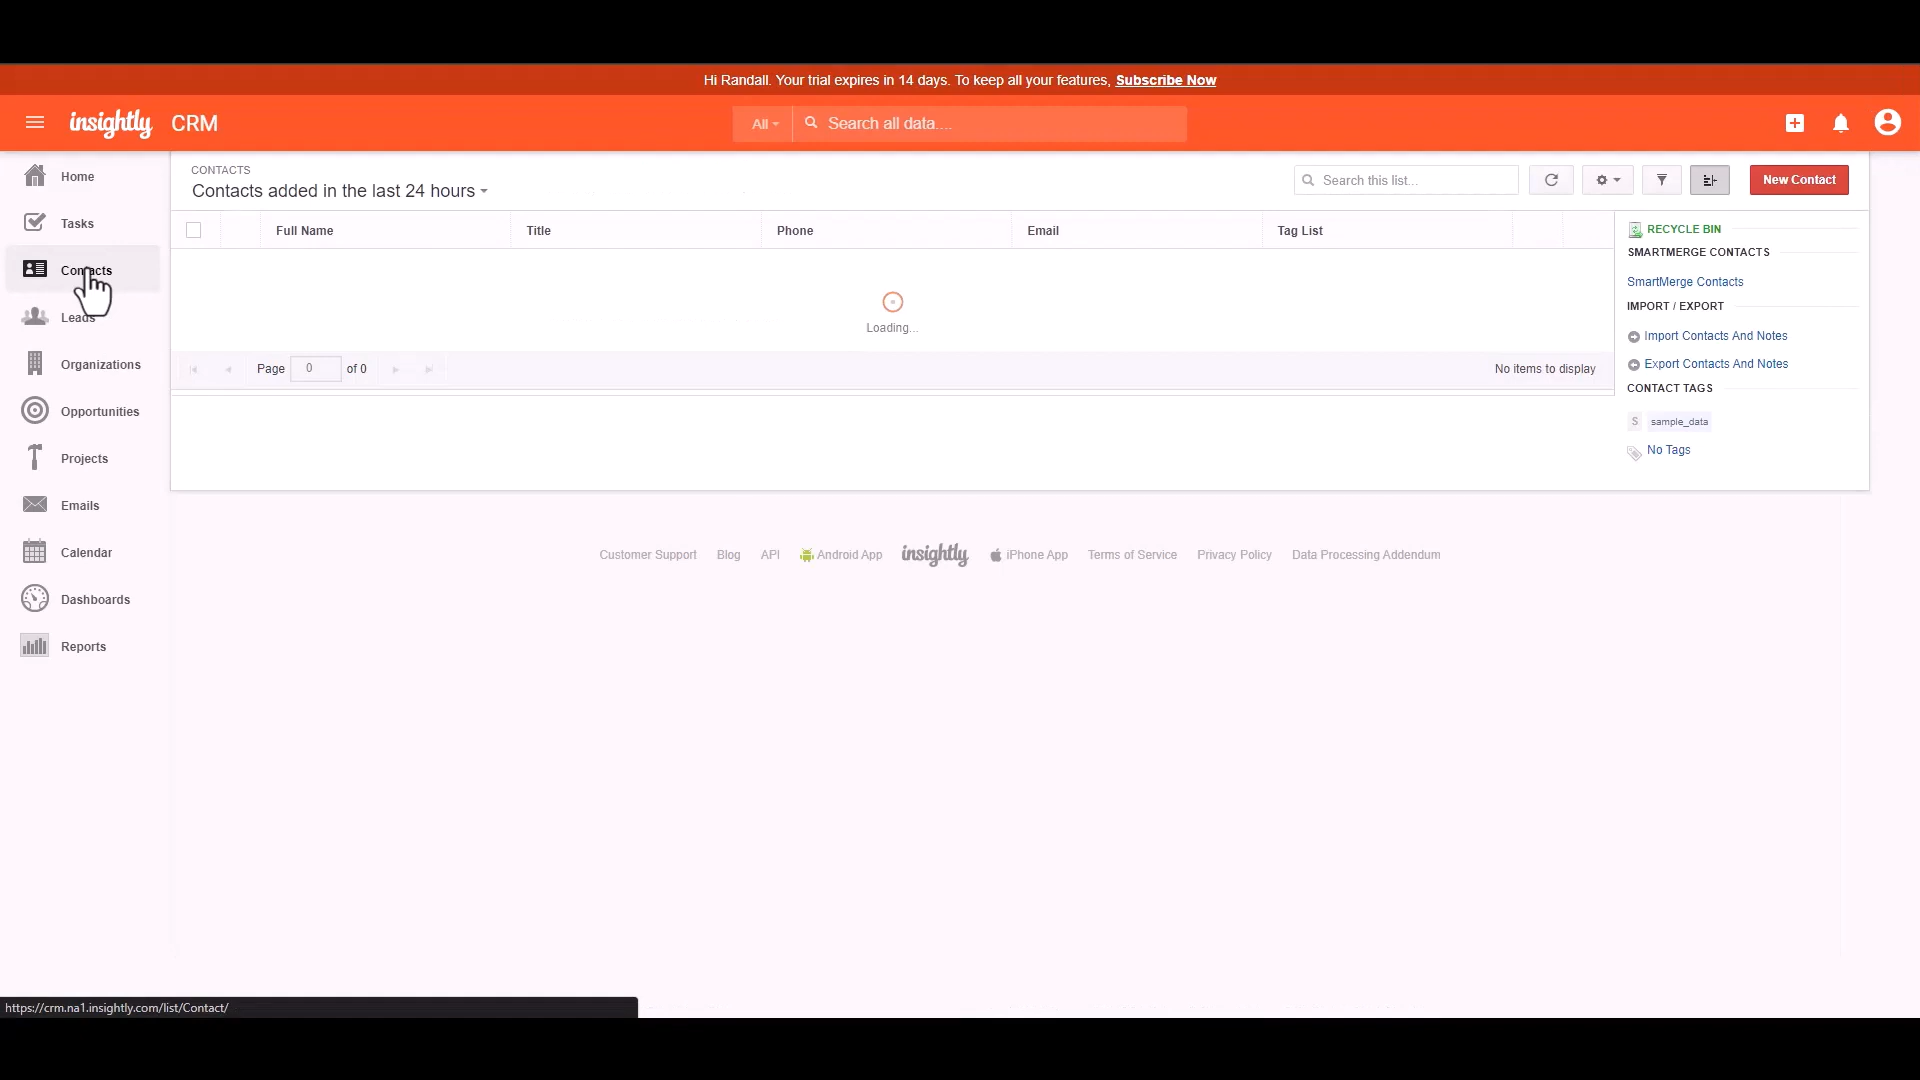 Hi Randall. Your trial expires in 14 days. To keep all your features, Subscribe Now
insightly CRM
All
Search all data....
Home
Tasks
Contacts
Leads
Organizations
Opportunities
Projects
Emails
Calendar
Dashboards
Reports
CONTACTS
Contacts added in the last 24 hours
Search this list...
New Contact
Full Name Title Phone Email Tag List
Loading...
Page 0 of 0
No items to display
RECYCLE BIN
SMARTMERGE CONTACTS
SmartMerge Contacts
IMPORT / EXPORT
Import Contacts And Notes
Export Contacts And Notes
CONTACT TAGS
S sample_data
No Tags
Customer Support Blog API Android App insightly iPhone App Terms of Service Privacy Policy Data Processing Addendum
https://crm.na1.insightly.com/list/Contact/